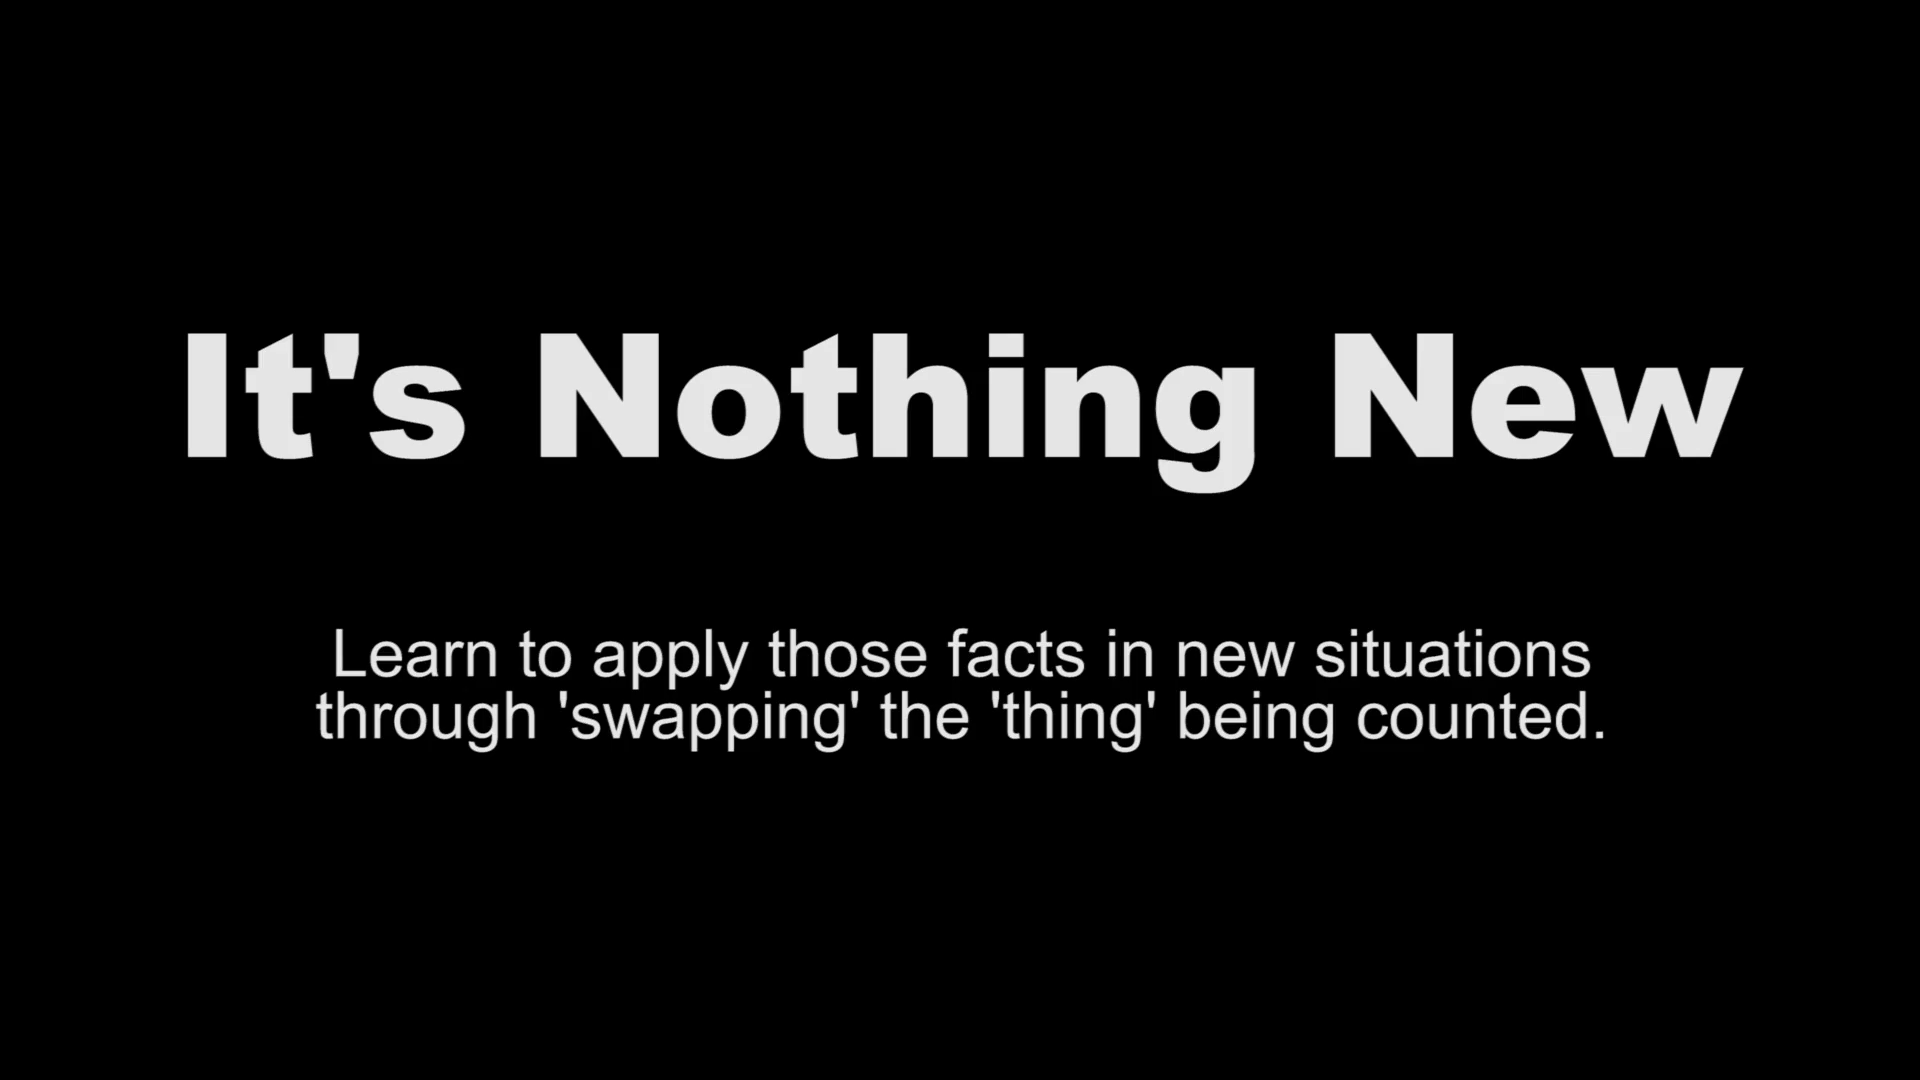 It's Nothing New
Learn to apply those facts in new situations
through 'swapping' the 'thing' being counted.